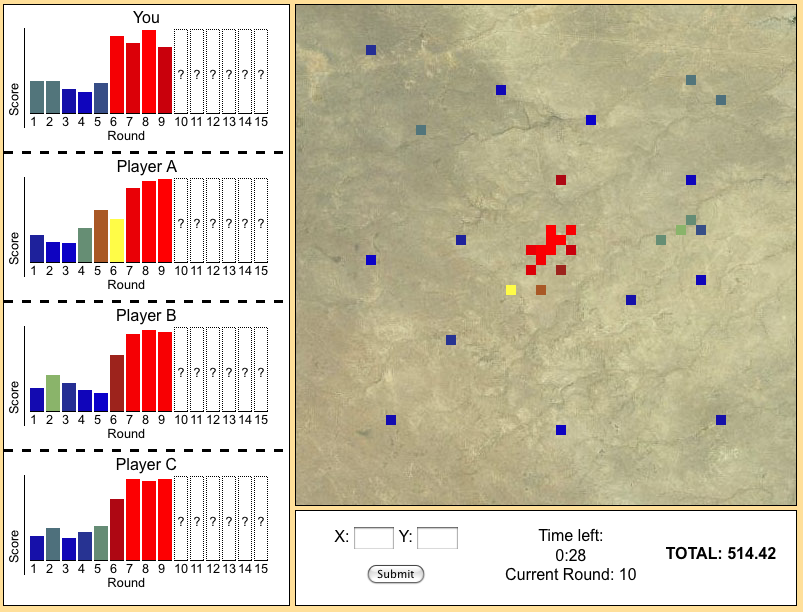 You
Score
? ? ? ? ? ?
1 2 3 4 5 6 7 8 9 10 11 12 13 14 15
Round
Player A
Score
? ? ? ? ? ?
1 2 3 4 5 6 7 8 9 10 11 12 13 14 15
Round
Player B
Score
? ? ? ? ? ?
1 2 3 4 5 6 7 8 9 10 11 12 13 14 15
Round
Player C
Score
? ? ? ? ? ?
1 2 3 4 5 6 7 8 9 10 11 12 13 14 15
Round
X: Y:
Submit
Time left:
0:28
Current Round: 10
TOTAL: 514.42